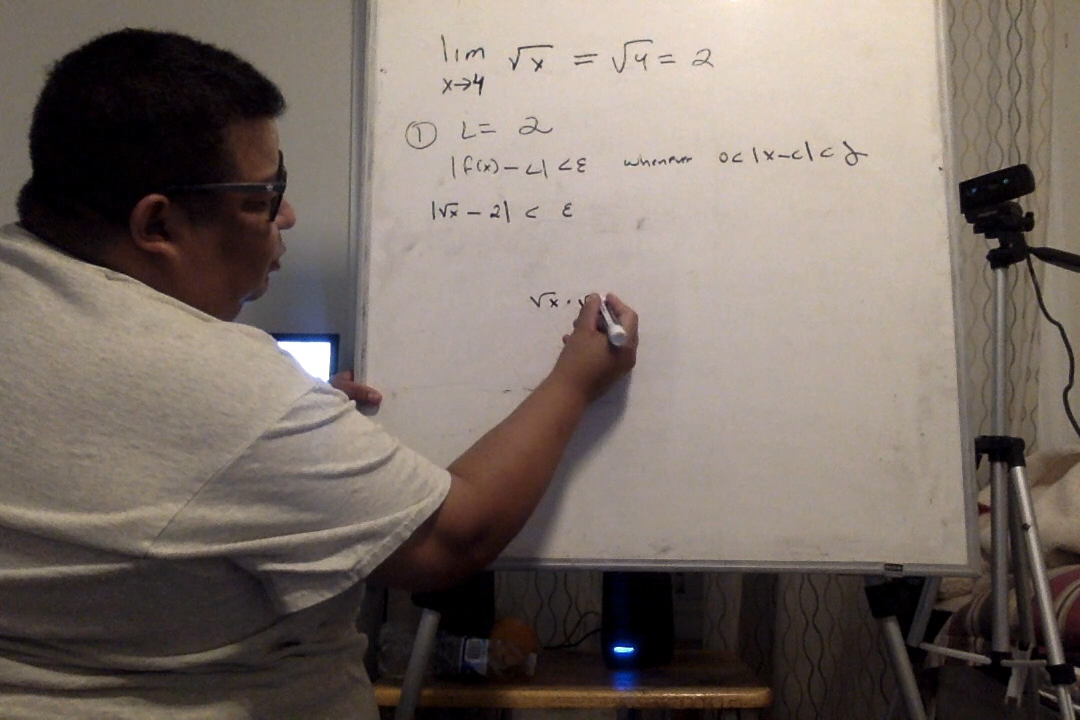 lim √x = √4 = 2
x→4
① L = 2
|f(x) - L| < ε whenever 0 < |x - c| < δ
|√x - 2| < ε
√x · √